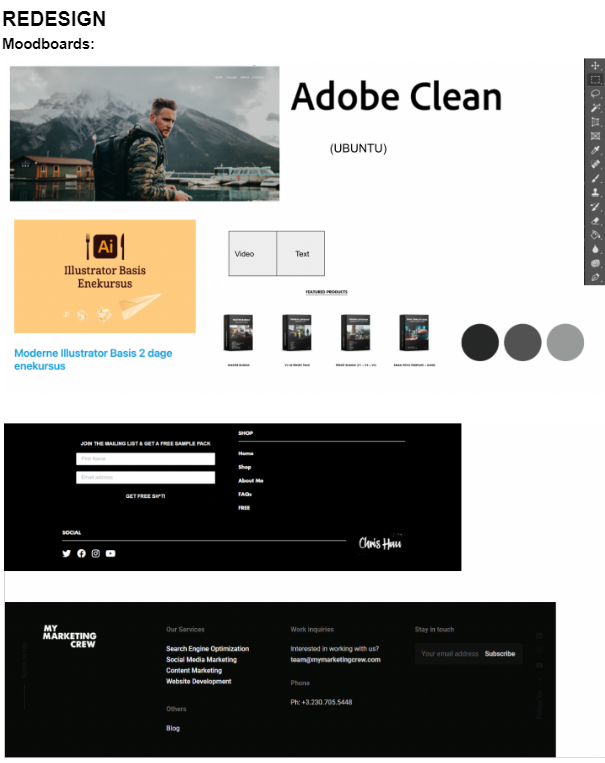 REDESIGN
Moodboards:
Adobe Clean
(UBUNTU)
Ai
Illustrator Basis
Enekursus
Video
Text
FEATURED PRODUCTS
Moderne Illustrator Basis 2 dage
enekursus
JOIN THE MAILING LIST & GET A FREE SAMPLE PACK
First Name
Email address
GET FREE SH*T!
SHOP
Home
Shop
About Me
FAQs
FREE
SOCIAL
MY
MARKETING
CREW
Our Services
Search Engine Optimization
Social Media Marketing
Content Marketing
Website Development
Others
Blog
Work inquiries
Interested in working with us?
team@mymarketingcrew.com
Phone
Ph: +3.230.705.5448
Stay in touch
Your email address
Subscribe